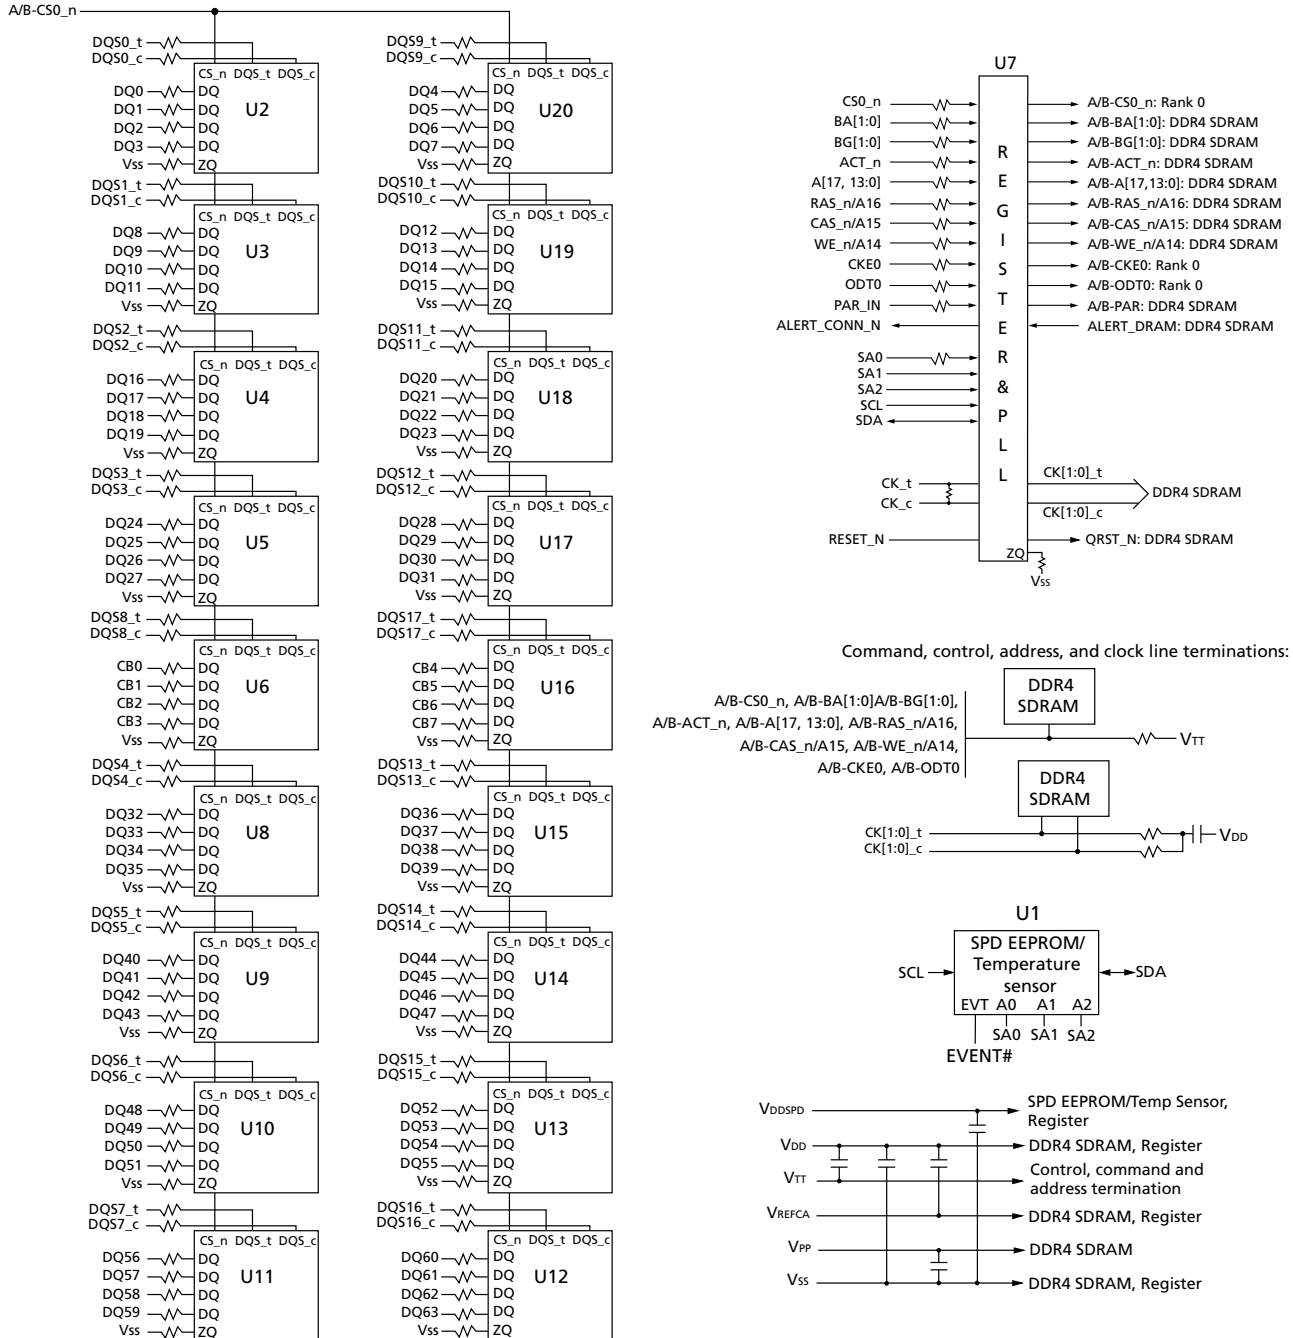 A/B-CS0_n
DQS0_t
DQS0_c
CS_n DQS_t DQS_c
DQ0 DQ
DQ1 DQ
DQ2 DQ
DQ3 DQ
Vss ZQ
U2
DQS1_t
DQS1_c
CS_n DQS_t DQS_c
DQ8 DQ
DQ9 DQ
DQ10 DQ
DQ11 DQ
Vss ZQ
U3
DQS2_t
DQS2_c
CS_n DQS_t DQS_c
DQ16 DQ
DQ17 DQ
DQ18 DQ
DQ19 DQ
Vss ZQ
U4
DQS3_t
DQS3_c
CS_n DQS_t DQS_c
DQ24 DQ
DQ25 DQ
DQ26 DQ
DQ27 DQ
Vss ZQ
U5
DQS8_t
DQS8_c
CS_n DQS_t DQS_c
CB0 DQ
CB1 DQ
CB2 DQ
CB3 DQ
Vss ZQ
U6
DQS4_t
DQS4_c
CS_n DQS_t DQS_c
DQ32 DQ
DQ33 DQ
DQ34 DQ
DQ35 DQ
Vss ZQ
U8
DQS5_t
DQS5_c
CS_n DQS_t DQS_c
DQ40 DQ
DQ41 DQ
DQ42 DQ
DQ43 DQ
Vss ZQ
U9
DQS6_t
DQS6_c
CS_n DQS_t DQS_c
DQ48 DQ
DQ49 DQ
DQ50 DQ
DQ51 DQ
Vss ZQ
U10
DQS7_t
DQS7_c
CS_n DQS_t DQS_c
DQ56 DQ
DQ57 DQ
DQ58 DQ
DQ59 DQ
Vss ZQ
U11
DQS9_t
DQS9_c
CS_n DQS_t DQS_c
DQ4 DQ
DQ5 DQ
DQ6 DQ
DQ7 DQ
Vss ZQ
U20
DQS10_t
DQS10_c
CS_n DQS_t DQS_c
DQ12 DQ
DQ13 DQ
DQ14 DQ
DQ15 DQ
Vss ZQ
U19
DQS11_t
DQS11_c
CS_n DQS_t DQS_c
DQ20 DQ
DQ21 DQ
DQ22 DQ
DQ23 DQ
Vss ZQ
U18
DQS12_t
DQS12_c
CS_n DQS_t DQS_c
DQ28 DQ
DQ29 DQ
DQ30 DQ
DQ31 DQ
Vss ZQ
U17
DQS17_t
DQS17_c
CS_n DQS_t DQS_c
CB4 DQ
CB5 DQ
CB6 DQ
CB7 DQ
Vss ZQ
U16
DQS13_t
DQS13_c
CS_n DQS_t DQS_c
DQ36 DQ
DQ37 DQ
DQ38 DQ
DQ39 DQ
Vss ZQ
U15
DQS14_t
DQS14_c
CS_n DQS_t DQS_c
DQ44 DQ
DQ45 DQ
DQ46 DQ
DQ47 DQ
Vss ZQ
U14
DQS15_t
DQS15_c
CS_n DQS_t DQS_c
DQ52 DQ
DQ53 DQ
DQ54 DQ
DQ55 DQ
Vss ZQ
U13
DQS16_t
DQS16_c
CS_n DQS_t DQS_c
DQ60 DQ
DQ61 DQ
DQ62 DQ
DQ63 DQ
Vss ZQ
U12
U7
REGISTER & PLL
CS0_n A/B-CS0_n: Rank 0
BA[1:0] A/B-BA[1:0]: DDR4 SDRAM
BG[1:0] A/B-BG[1:0]: DDR4 SDRAM
ACT_n A/B-ACT_n: DDR4 SDRAM
A[17, 13:0] A/B-A[17,13:0]: DDR4 SDRAM
RAS_n/A16 A/B-RAS_n/A16: DDR4 SDRAM
CAS_n/A15 A/B-CAS_n/A15: DDR4 SDRAM
WE_n/A14 A/B-WE_n/A14: DDR4 SDRAM
CKE0 A/B-CKE0: Rank 0
ODT0 A/B-ODT0: Rank 0
PAR_IN A/B-PAR: DDR4 SDRAM
ALERT_CONN_N ALERT_DRAM: DDR4 SDRAM
SA0
SA1
SA2
SCL
SDA
CK_t CK[1:0]_t
DDR4 SDRAM
CK_c CK[1:0]_c
RESET_N QRST_N: DDR4 SDRAM
ZQ
Vss
Command, control, address, and clock line terminations:
DDR4
SDRAM
A/B-CS0_n, A/B-BA[1:0]A/B-BG[1:0],
A/B-ACT_n, A/B-A[17, 13:0], A/B-RAS_n/A16,
A/B-CAS_n/A15, A/B-WE_n/A14,
A/B-CKE0, A/B-ODT0
VTT
DDR4
SDRAM
CK[1:0]_t
CK[1:0]_c
VDD
U1
SPD EEPROM/
Temperature
sensor
SCL SDA
EVT A0 A1 A2
SA0 SA1 SA2
EVENT#
VDDSPD SPD EEPROM/Temp Sensor,
Register
VDD DDR4 SDRAM, Register
VTT Control, command and
address termination
VREFCA DDR4 SDRAM, Register
VPP DDR4 SDRAM
Vss DDR4 SDRAM, Register